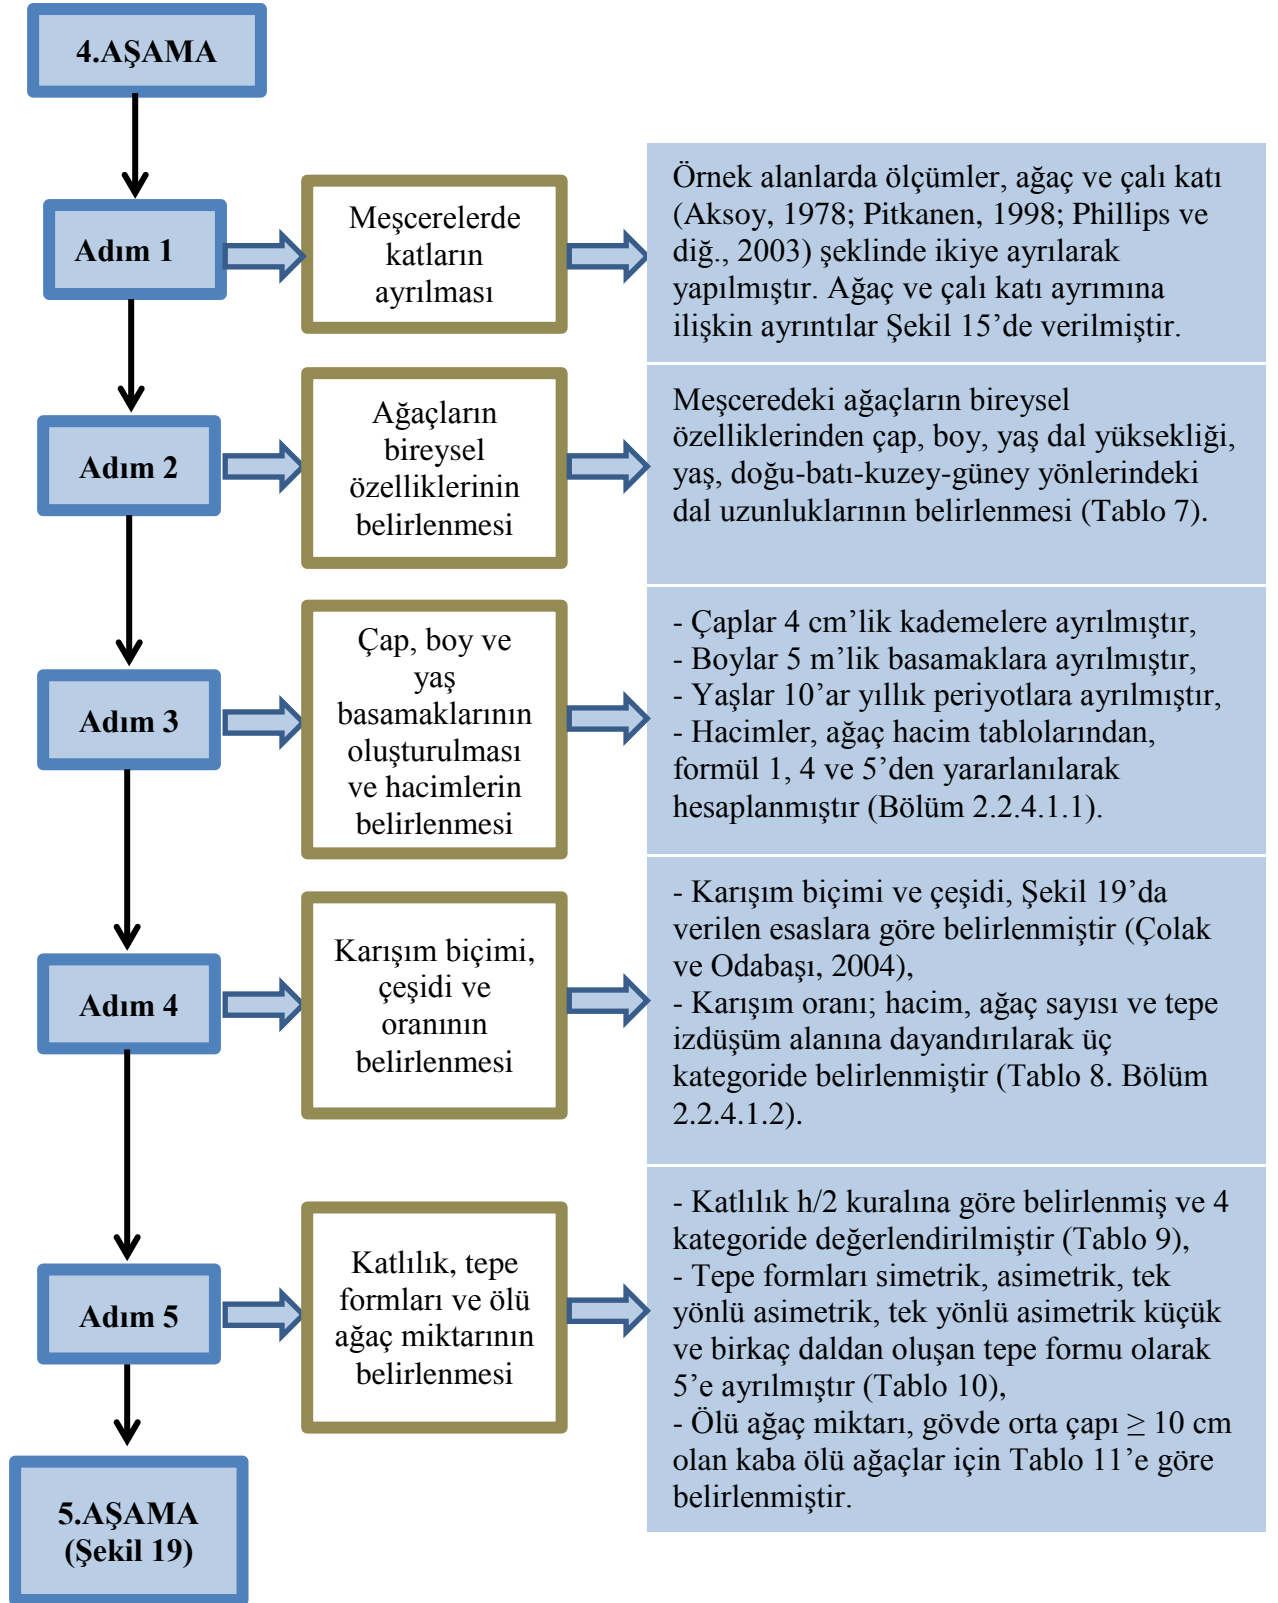 4.AŞAMA
Adım 1
Meşcerelerde
katların
ayrılması
Örnek alanlarda ölçümler, ağaç ve çalı katı
(Aksoy, 1978; Pitkanen, 1998; Phillips ve
diğ., 2003) şeklinde ikiye ayrılarak
yapılmıştır. Ağaç ve çalı katı ayrımına
ilişkin ayrıntılar Şekil 15’de verilmiştir.
Adım 2
Ağaçların
bireysel
özelliklerinin
belirlenmesi
Meşceredeki ağaçların bireysel
özelliklerinden çap, boy, yaş dal yüksekliği,
yaş, doğu-batı-kuzey-güney yönlerindeki
dal uzunluklarının belirlenmesi (Tablo 7).
Adım 3
Çap, boy ve
yaş
basamaklarının
oluşturulması
ve hacimlerin
belirlenmesi
- Çaplar 4 cm’lik kademelere ayrılmıştır,
- Boylar 5 m’lik basamaklara ayrılmıştır,
- Yaşlar 10’ar yıllık periyotlara ayrılmıştır,
- Hacimler, ağaç hacim tablolarından,
formül 1, 4 ve 5’den yararlanılarak
hesaplanmıştır (Bölüm 2.2.4.1.1).
Adım 4
Karışım biçimi,
çeşidi ve
oranının
belirlenmesi
- Karışım biçimi ve çeşidi, Şekil 19’da
verilen esaslara göre belirlenmiştir (Çolak
ve Odabaşı, 2004),
- Karışım oranı; hacim, ağaç sayısı ve tepe
izdüşüm alanına dayandırılarak üç
kategoride belirlenmiştir (Tablo 8. Bölüm
2.2.4.1.2).
Adım 5
Katlılık, tepe
formları ve ölü
ağaç miktarının
belirlenmesi
- Katlılık h/2 kuralına göre belirlenmiş ve 4
kategoride değerlendirilmiştir (Tablo 9),
- Tepe formları simetrik, asimetrik, tek
yönlü asimetrik, tek yönlü asimetrik küçük
ve birkaç daldan oluşan tepe formu olarak
5’e ayrılmıştır (Tablo 10),
- Ölü ağaç miktarı, gövde orta çapı ≥ 10 cm
olan kaba ölü ağaçlar için Tablo 11’e göre
belirlenmiştir.
5.AŞAMA
(Şekil 19)